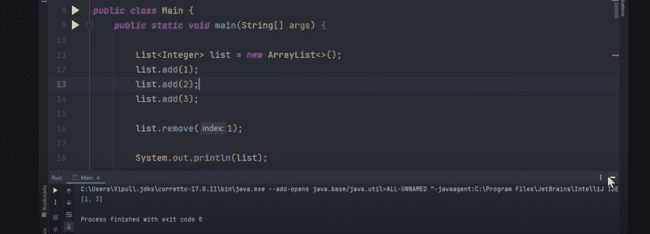 8 public class Main {
9 public static void main(String[] args) {
10
11 List<Integer> list = new ArrayList<>();
12 list.add(1);
13 list.add(2);
14 list.add(3);
15
16 list.remove( index: 1);
17
18 System.out.println(list);
Run: Main ×
C:\Users\Vipul\.jdks\corretto-17.0.11\bin\java.exe --add-opens java.base/java.util=ALL-UNNAMED "-javaagent:C:\Program Files\JetBrains\IntelliJ IDE
[1, 3]
Process finished with exit code 0
Bookmarks